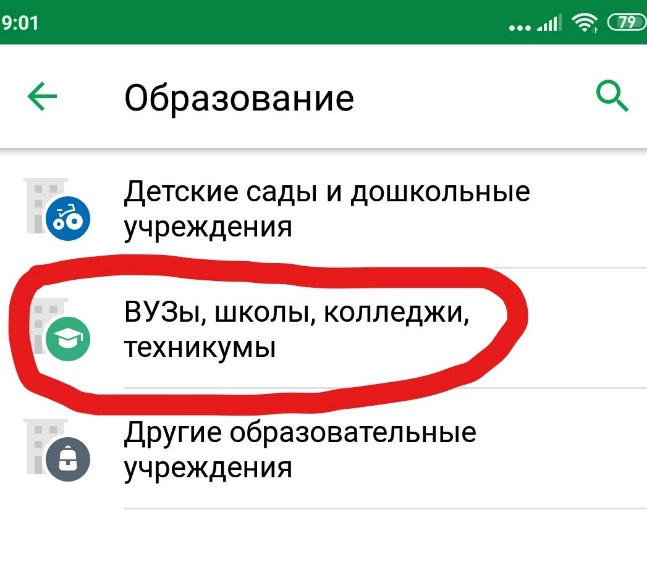 9:01
79
Образование
Детские сады и дошкольные
учреждения
ВУЗы, школы, колледжи,
техникумы
Другие образовательные
учреждения